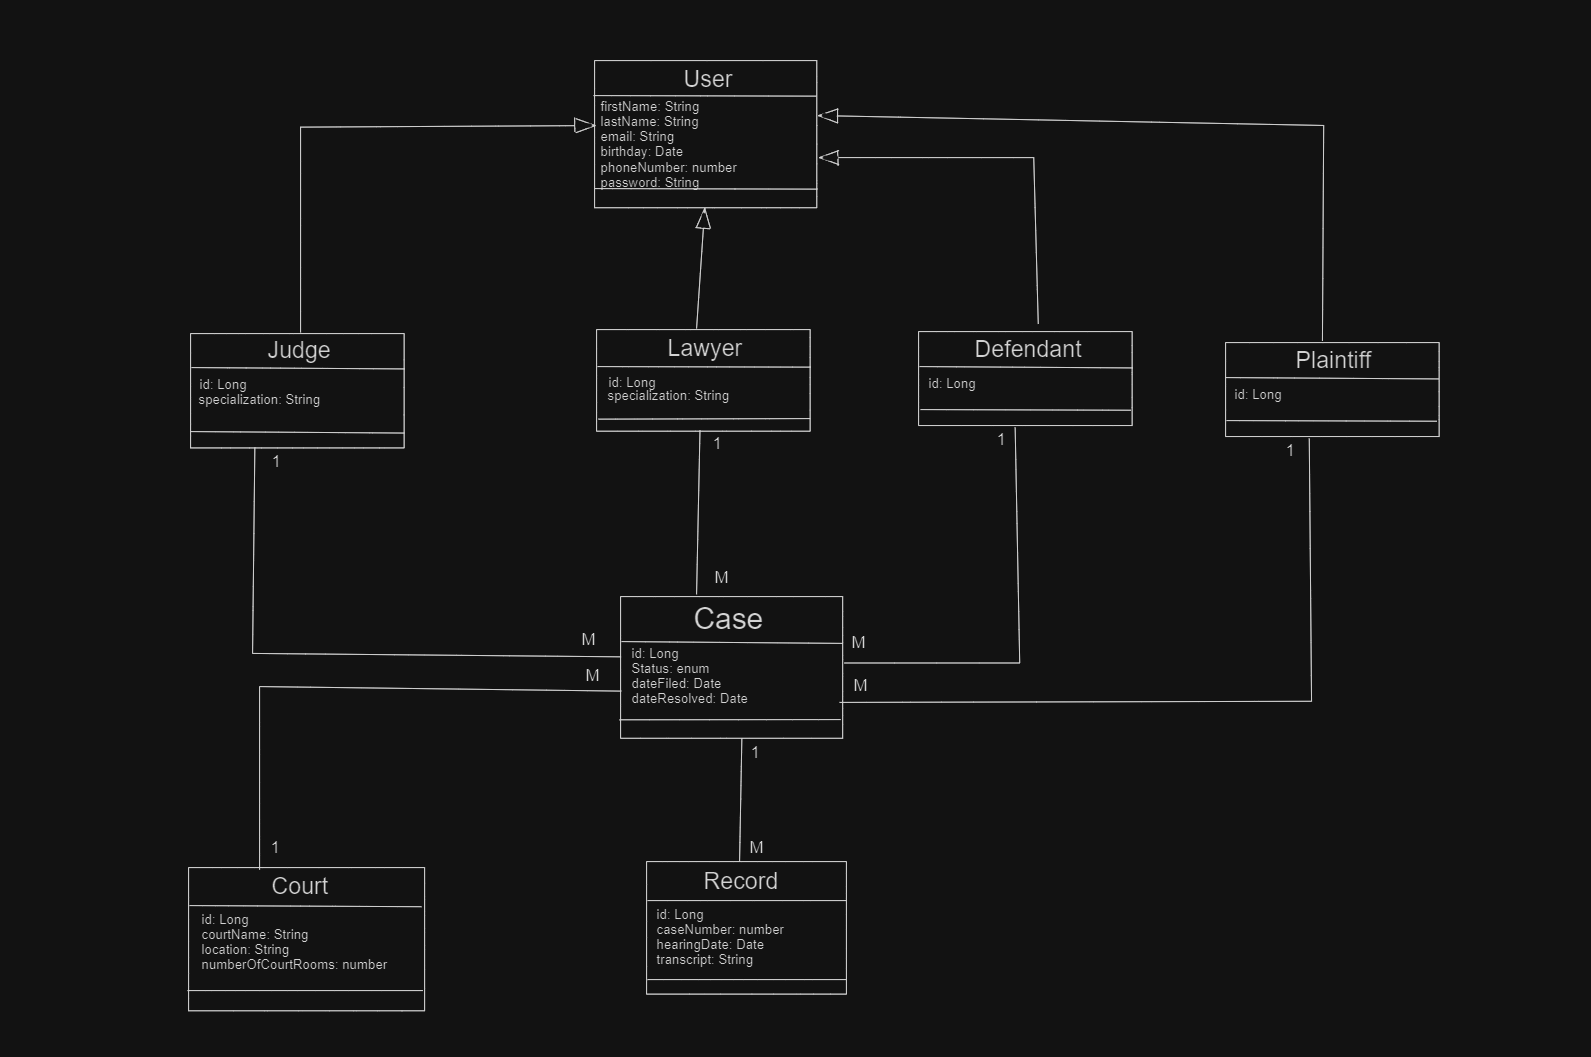 User
firstName: String
lastName: String
email: String
birthday: Date
phoneNumber: number
password: String
Judge
id: Long
specialization: String
1
Lawyer
id: Long
specialization: String
1
Defendant
id: Long
1
Plaintiff
id: Long
1
M
Case
id: Long
Status: enum
dateFiled: Date
dateResolved: Date
M
M
M
M
1
1
M
Court
id: Long
courtName: String
location: String
numberOfCourtRooms: number
Record
id: Long
caseNumber: number
hearingDate: Date
transcript: String